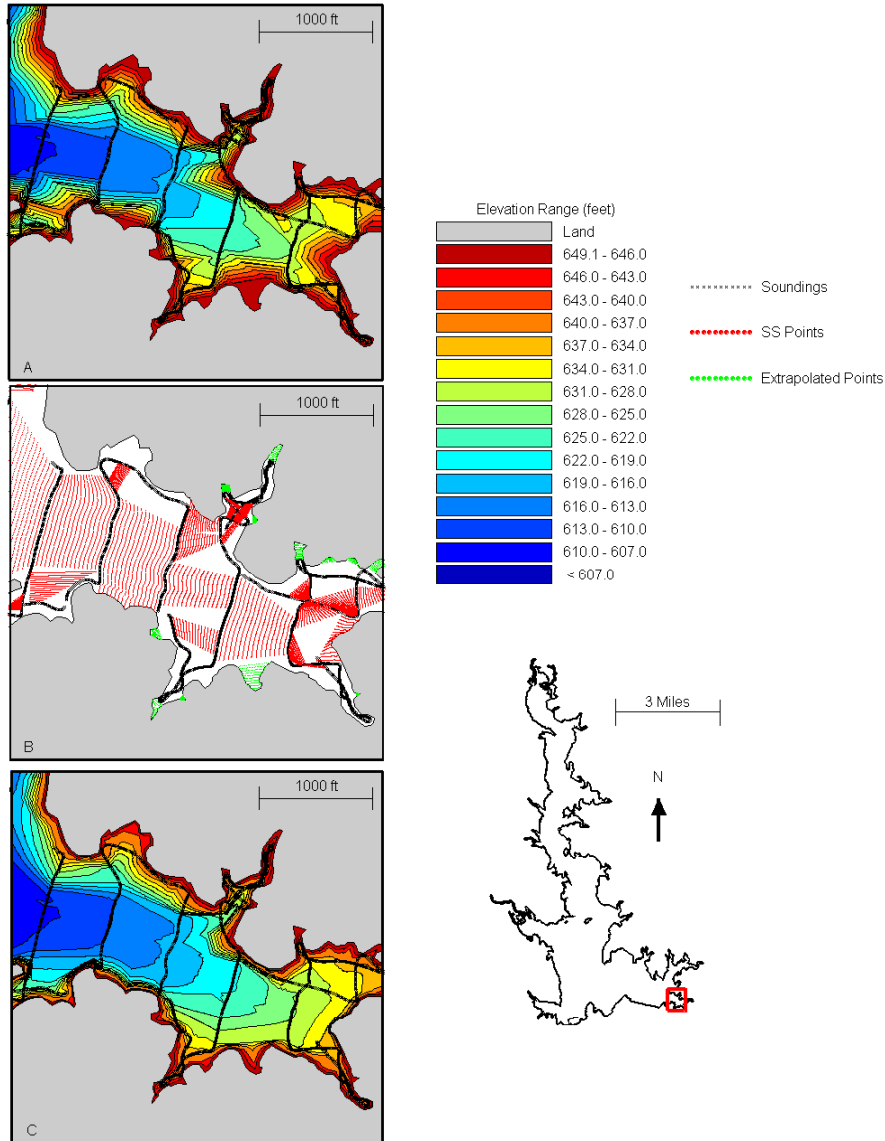 1000 ft
A
1000 ft
B
1000 ft
C
Elevation Range (feet)
Land
649.1 - 646.0
646.0 - 643.0
643.0 - 640.0
640.0 - 637.0
637.0 - 634.0
634.0 - 631.0
631.0 - 628.0
628.0 - 625.0
625.0 - 622.0
622.0 - 619.0
619.0 - 616.0
616.0 - 613.0
613.0 - 610.0
610.0 - 607.0
< 607.0
Soundings
SS Points
Extrapolated Points
3 Miles
N